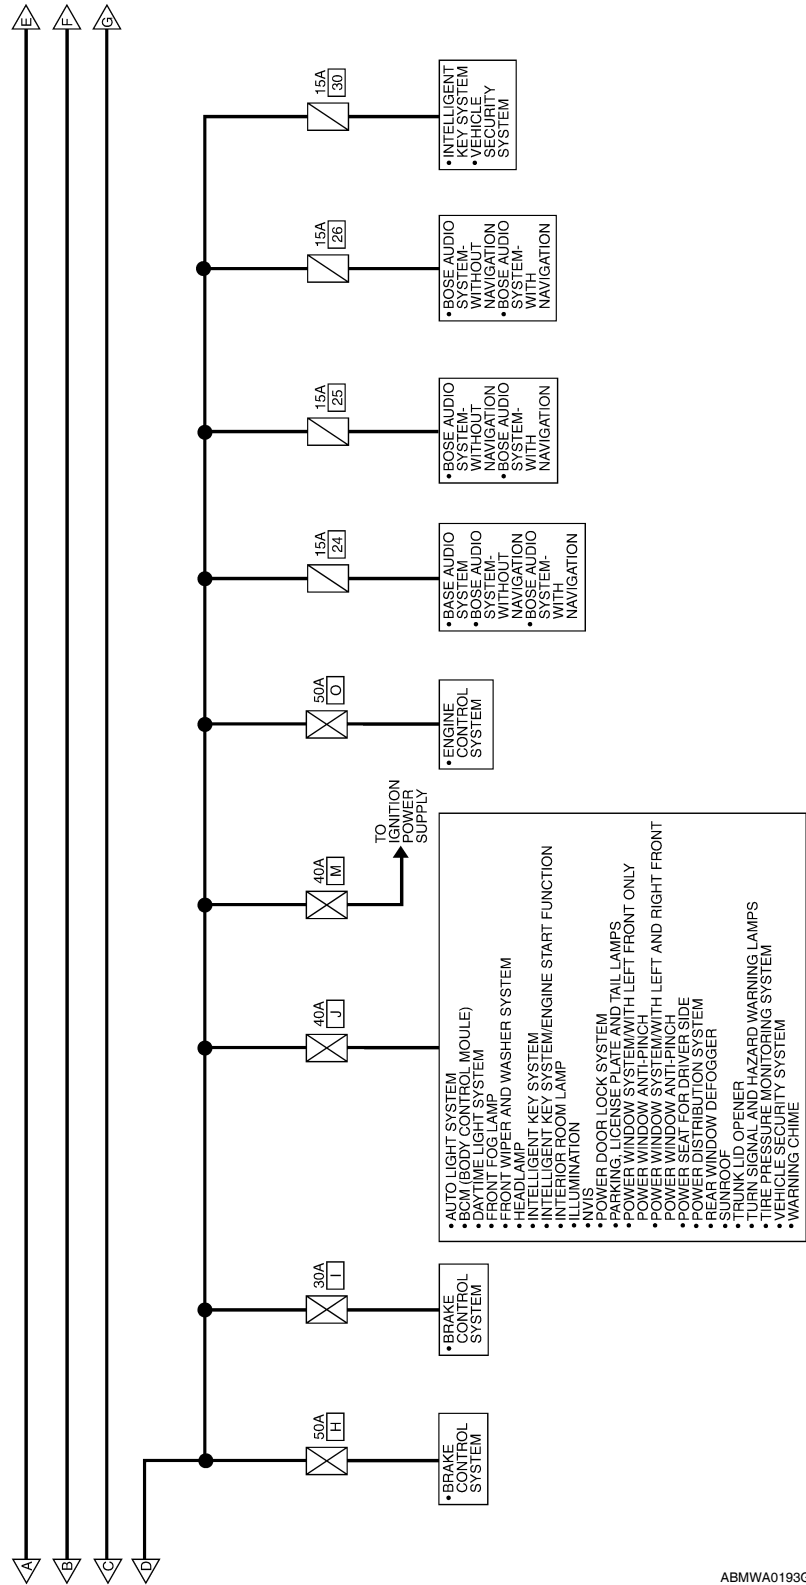 A
B
C
D
E
F
G
50A
H
• BRAKE
CONTROL
SYSTEM
30A
I
• BRAKE
CONTROL
SYSTEM
40A
J
• AUTO LIGHT SYSTEM
• BCM (BODY CONTROL MOULE)
• DAYTIME LIGHT SYSTEM
• FRONT FOG LAMP
• FRONT WIPER AND WASHER SYSTEM
• HEADLAMP
• INTELLIGENT KEY SYSTEM
• INTELLIGENT KEY SYSTEM/ENGINE START FUNCTION
• INTERIOR ROOM LAMP
• ILLUMINATION
• NVIS
• POWER DOOR LOCK SYSTEM
• PARKING, LICENSE PLATE AND TAIL LAMPS
• POWER WINDOW SYSTEM/WITH LEFT FRONT ONLY
POWER WINDOW ANTI-PINCH
• POWER WINDOW SYSTEM/WITH LEFT AND RIGHT FRONT
POWER WINDOW ANTI-PINCH
• POWER SEAT FOR DRIVER SIDE
• POWER DISTRIBUTION SYSTEM
• REAR WINDOW DEFOGGER
• SUNROOF
• TRUNK LID OPENER
• TURN SIGNAL AND HAZARD WARNING LAMPS
• TIRE PRESSURE MONITORING SYSTEM
• VEHICLE SECURITY SYSTEM
• WARNING CHIME
40A
M
TO
IGNITION
POWER
SUPPLY
50A
O
• ENGINE
CONTROL
SYSTEM
15A
24
• BASE AUDIO
SYSTEM
• BOSE AUDIO
SYSTEM-
WITHOUT
NAVIGATION
• BOSE AUDIO
SYSTEM-
WITH
NAVIGATION
15A
25
• BOSE AUDIO
SYSTEM-
WITHOUT
NAVIGATION
• BOSE AUDIO
SYSTEM-
WITH
NAVIGATION
15A
26
• BOSE AUDIO
SYSTEM-
WITHOUT
NAVIGATION
• BOSE AUDIO
SYSTEM-
WITH
NAVIGATION
15A
30
• INTELLIGENT
KEY SYSTEM
• VEHICLE
SECURITY
SYSTEM
ABMWA0193G